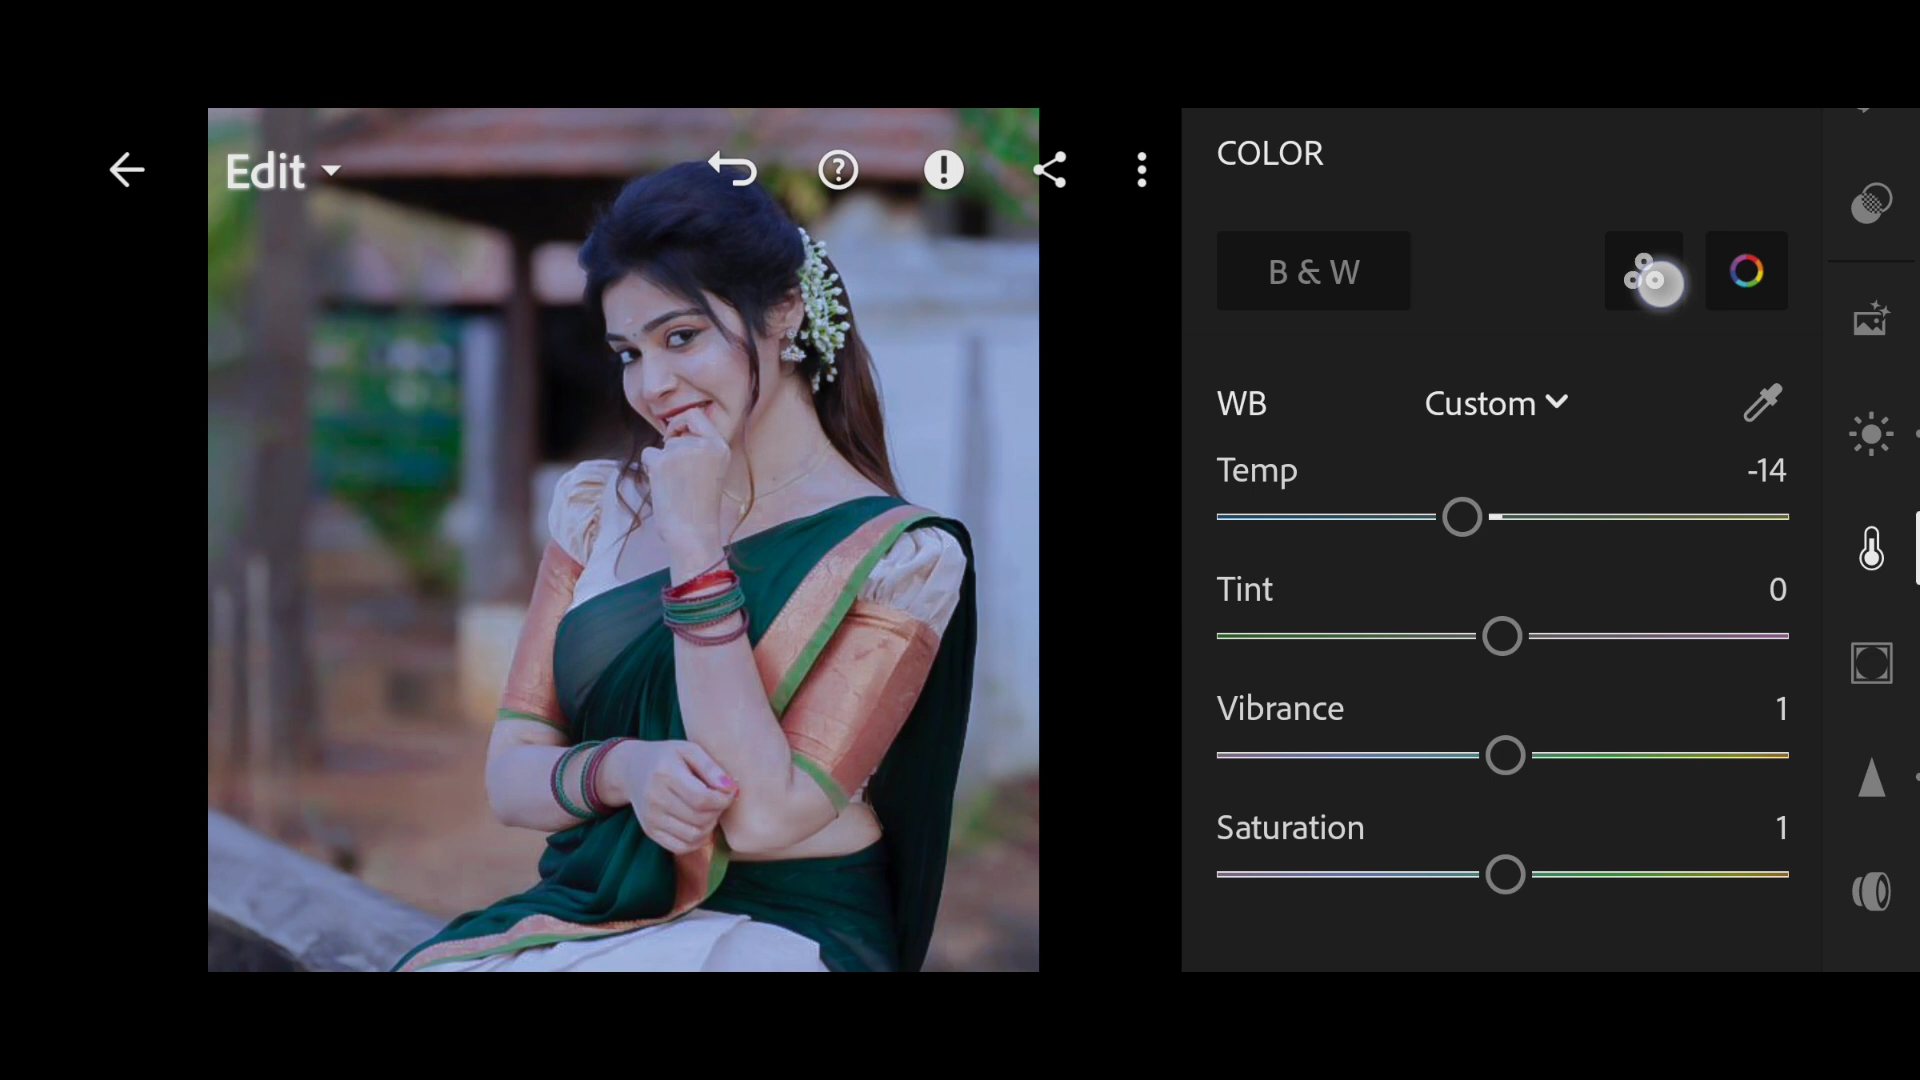 Edit
COLOR
B & W
WB Custom
Temp -14
Tint 0
Vibrance 1
Saturation 1